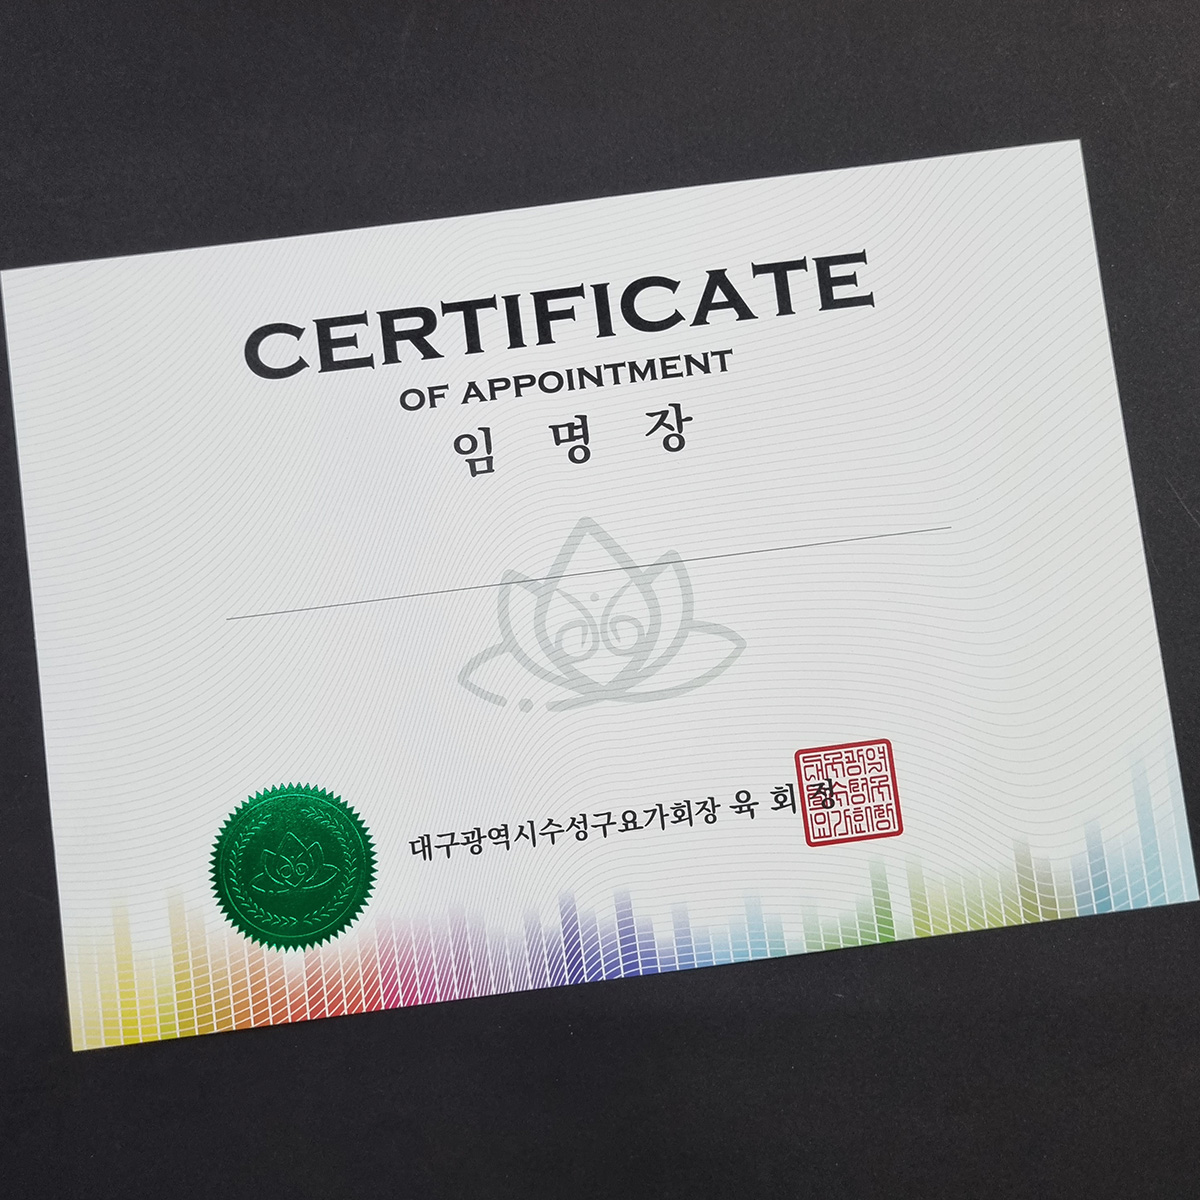 CERTIFICATE
OF APPOINTMENT
임 명 장
대구광역시수성구요가회장 육 회 정